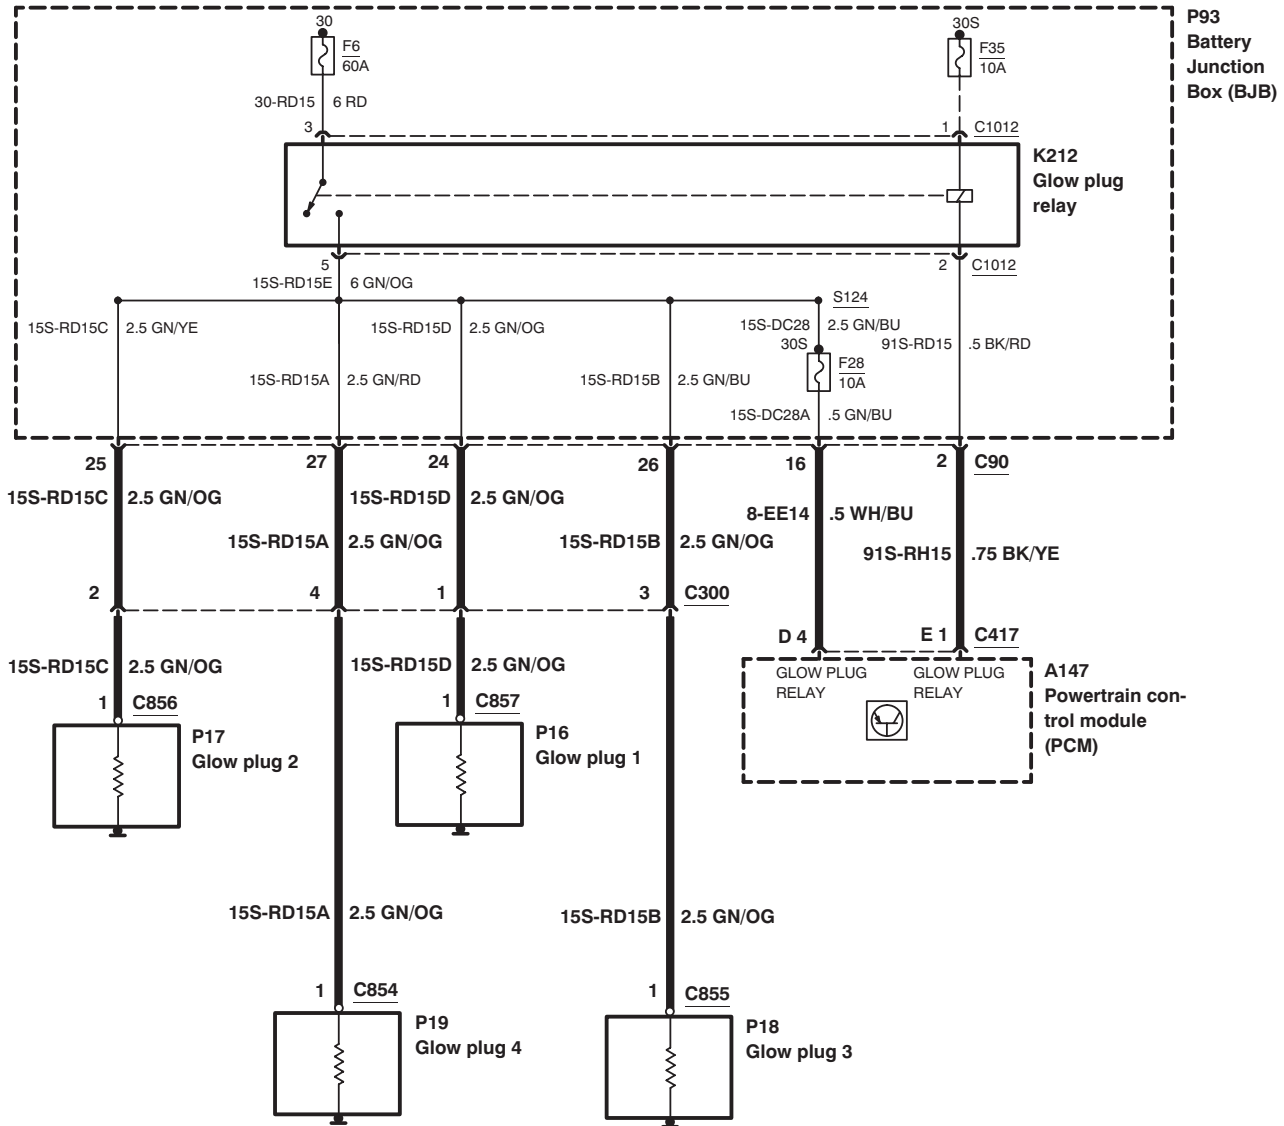 30
30S
P93
Battery
Junction
Box (BJB)
F6
60A
F35
10A
30-RD15 6 RD
3
1 C1012
K212
Glow plug
relay
5
2 C1012
15S-RD15E 6 GN/OG
S124
15S-RD15C 2.5 GN/YE
15S-RD15D 2.5 GN/OG
15S-DC28 2.5 GN/BU
30S
91S-RD15 .5 BK/RD
F28
10A
15S-RD15A 2.5 GN/RD
15S-RD15B 2.5 GN/BU
15S-DC28A .5 GN/BU
25
27
24
26
16
2 C90
15S-RD15C 2.5 GN/OG
15S-RD15D 2.5 GN/OG
8-EE14 .5 WH/BU
15S-RD15A 2.5 GN/OG
15S-RD15B 2.5 GN/OG
91S-RH15 .75 BK/YE
2
4
1
3 C300
D 4
E 1 C417
15S-RD15C 2.5 GN/OG
15S-RD15D 2.5 GN/OG
GLOW PLUG
RELAY
GLOW PLUG
RELAY
A147
Powertrain con-
trol module
(PCM)
1 C856
1 C857
P17
Glow plug 2
P16
Glow plug 1
15S-RD15A 2.5 GN/OG
15S-RD15B 2.5 GN/OG
1 C854
1 C855
P19
Glow plug 4
P18
Glow plug 3